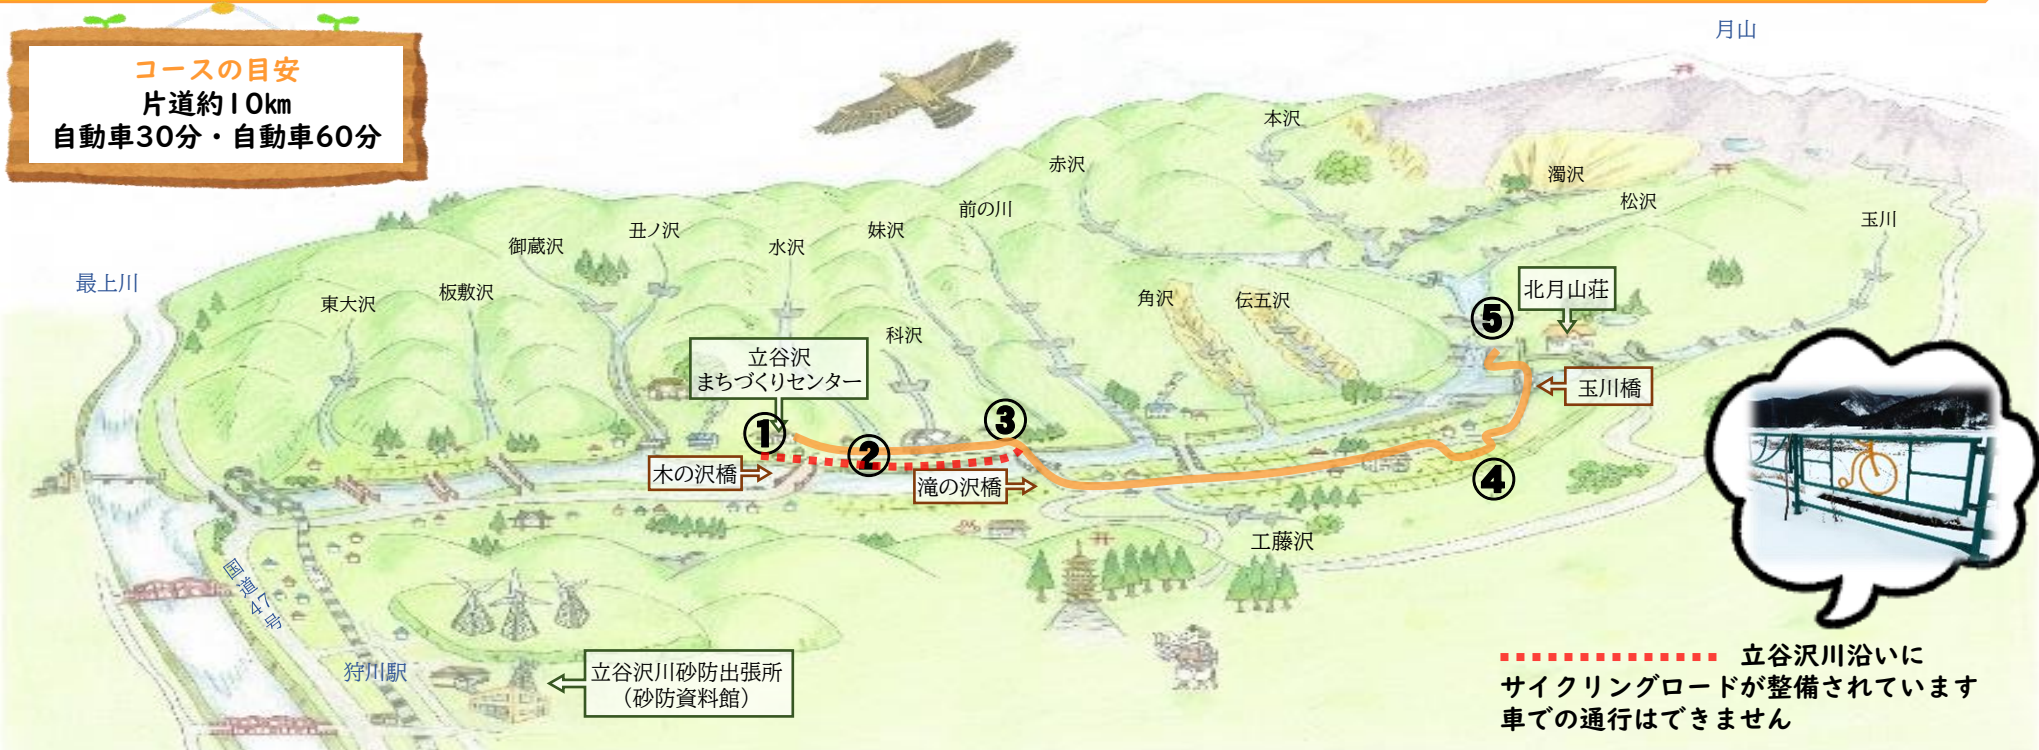 コースの目安
片道約10㎞
自動車30分・自動車60分
月山
本沢
赤沢
濁沢
松沢
前の川
玉川
妹沢
丑ノ沢
水沢
御蔵沢
最上川
板敷沢
東大沢
角沢
伝五沢
北月山荘
科沢
立谷沢
まちづくりセンター
玉川橋
①
②
③
④
⑤
木の沢橋
滝の沢橋
工藤沢
国道47号
狩川駅
立谷沢川砂防出張所
(砂防資料館)
立谷沢川沿いに
サイクリングロードが整備されています
車での通行はできません